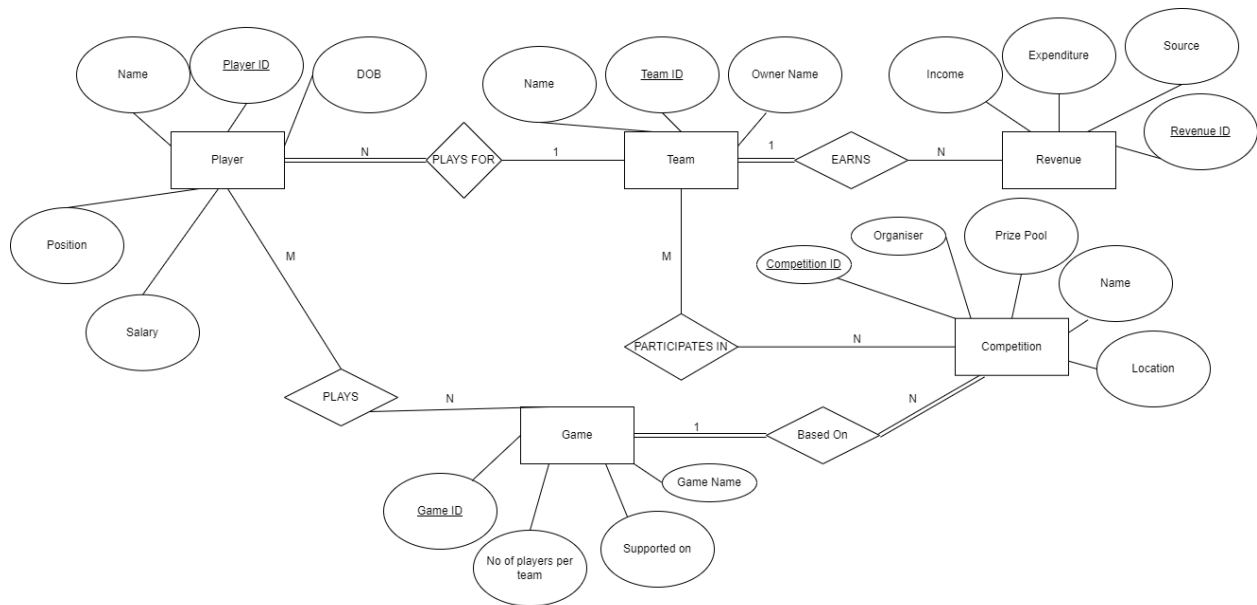 Name
Player ID
DOB
Name
Team ID
Owner Name
Income
Expenditure
Source
Revenue ID
Player
N
PLAYS FOR
1
Team
1
EARNS
N
Revenue
Position
M
Salary
M
Competition ID
Organiser
Prize Pool
Name
Location
PARTICIPATES IN
N
Competition
PLAYS
N
Game
1
Based On
N
Game ID
No of players per
team
Supported on
Game Name